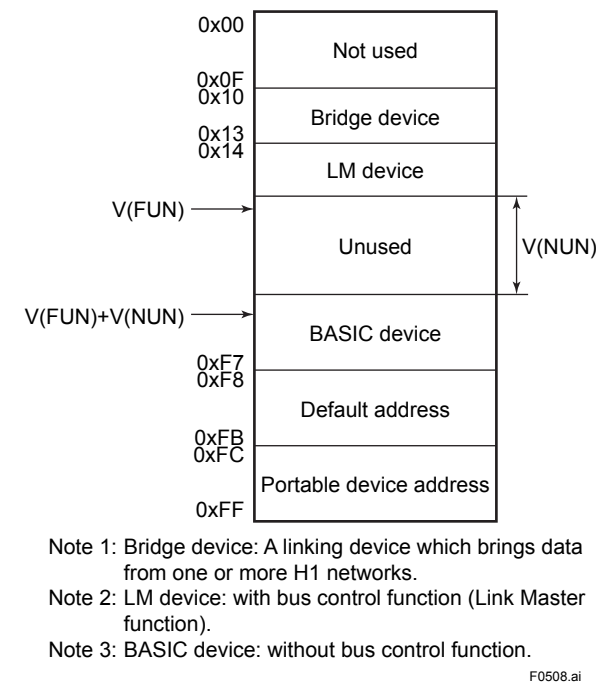 0x00
Not used
0x0F
0x10
Bridge device
0x13
0x14
LM device
V(FUN)
Unused
V(NUN)
V(FUN)+V(NUN)
BASIC device
0xF7
0xF8
Default address
0xFB
0xFC
Portable device address
0xFF
Note 1: Bridge device: A linking device which brings data
from one or more H1 networks.
Note 2: LM device: with bus control function (Link Master
function).
Note 3: BASIC device: without bus control function.
F0508.ai